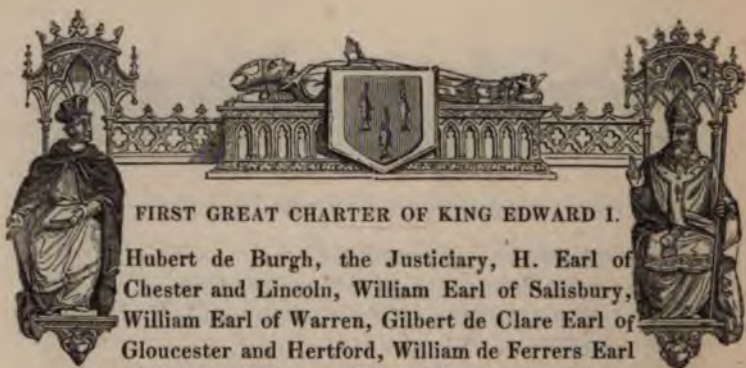 FIRST GREAT CHARTER OF KING EDWARD I.
Hubert de Burgh, the Justiciary, H. Earl of
Chester and Lincoln, William Earl of Salisbury,
William Earl of Warren, Gilbert de Clare Earl of
Gloucester and Hertford, William de Ferrers Earl